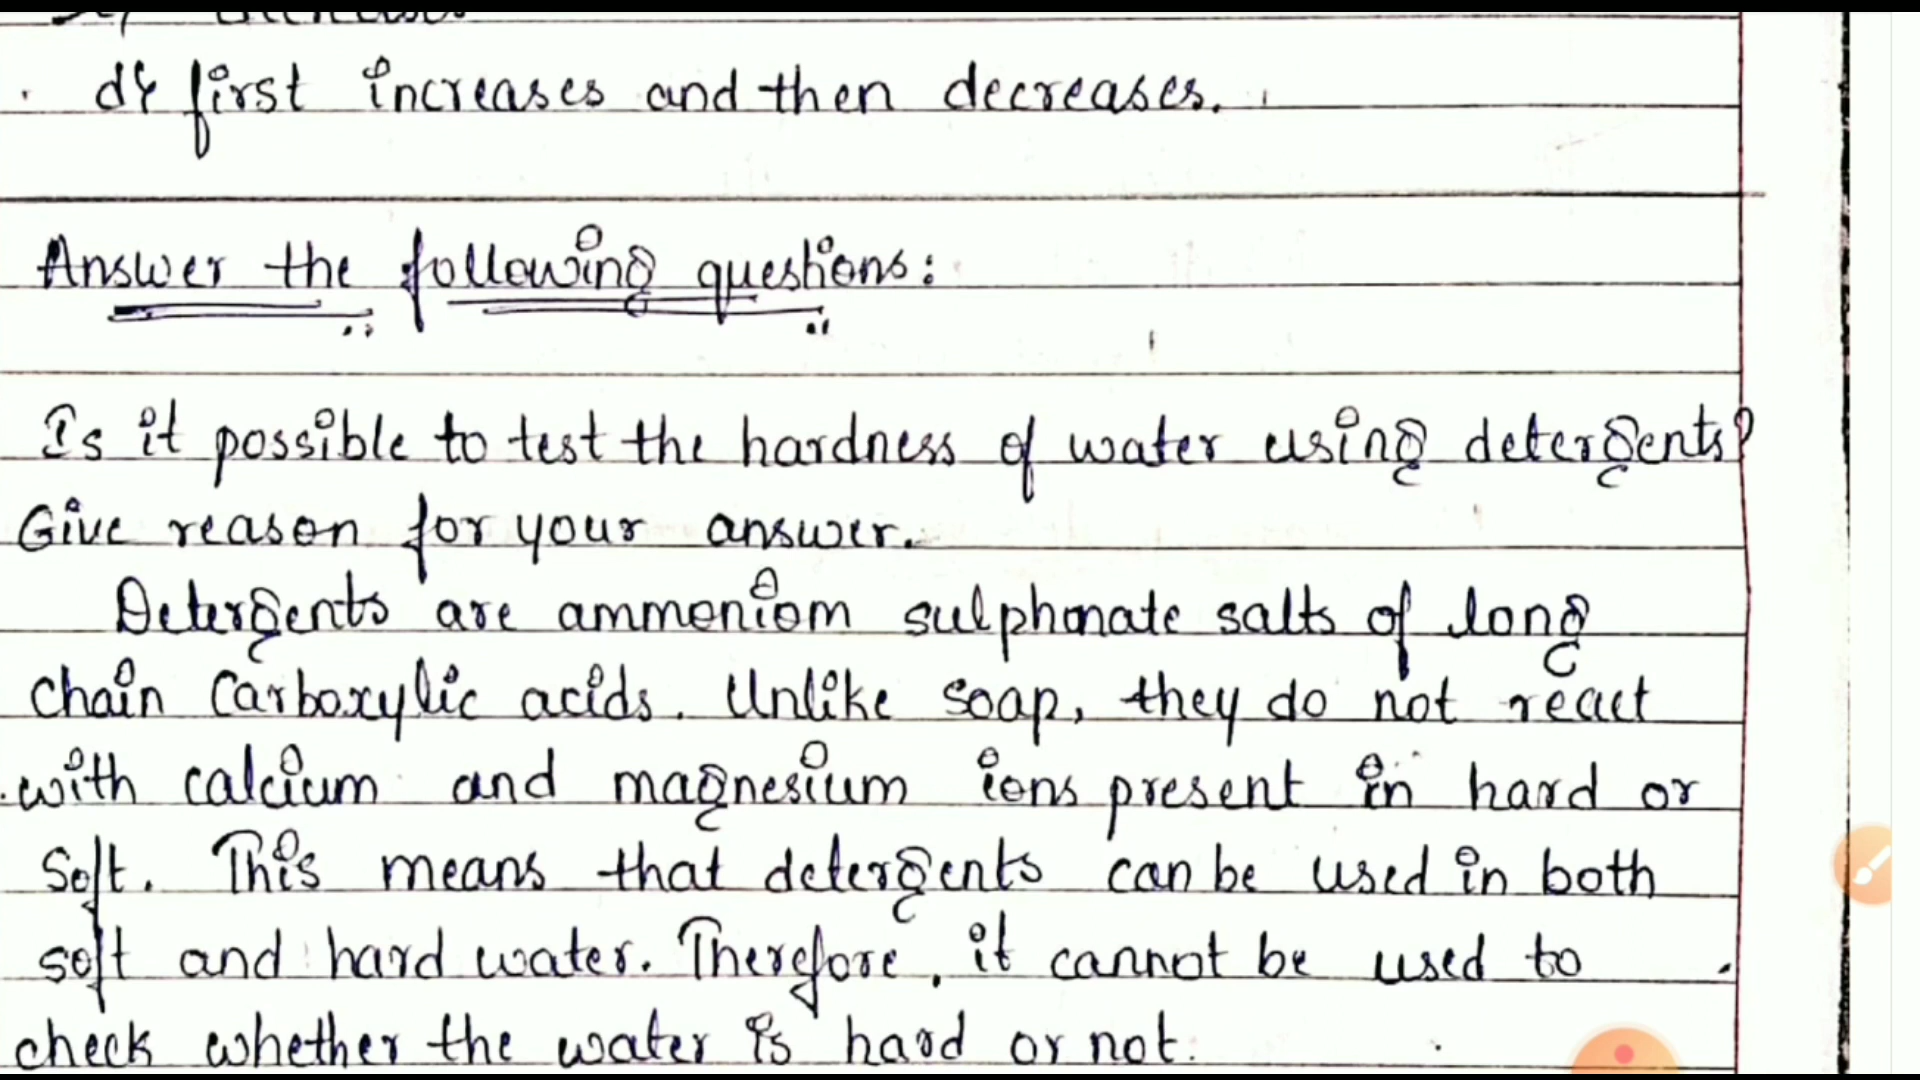 d) first increases and then decreases.
Answer the following questions:
Is it possible to test the hardness of water using detergents?
Give reason for your answer.
Detergents are ammoniom sulphonate salts of long
chain carboxylic acids. Unlike soap, they do not react
with calcium and magnesium ions present in hard or
soft. This means that detergents can be used in both
soft and hard water. Therefore, it cannot be used to
check whether the water is hard or not.